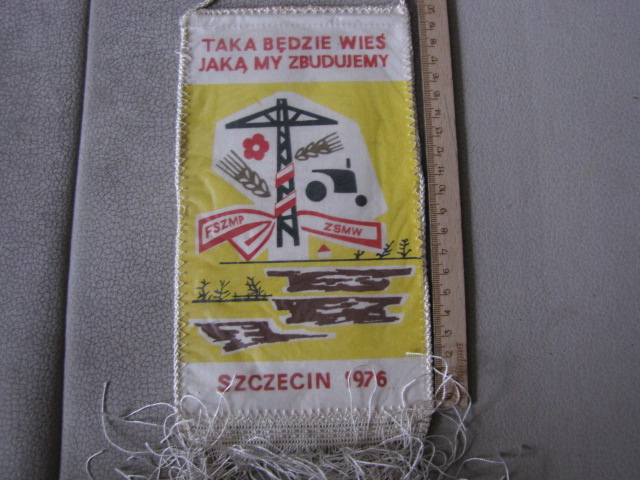 TAKA BĘDZIE WIEŚ
JAKĄ MY ZBUDUJEMY
FSZMP ZSMW
SZCZECIN 1976